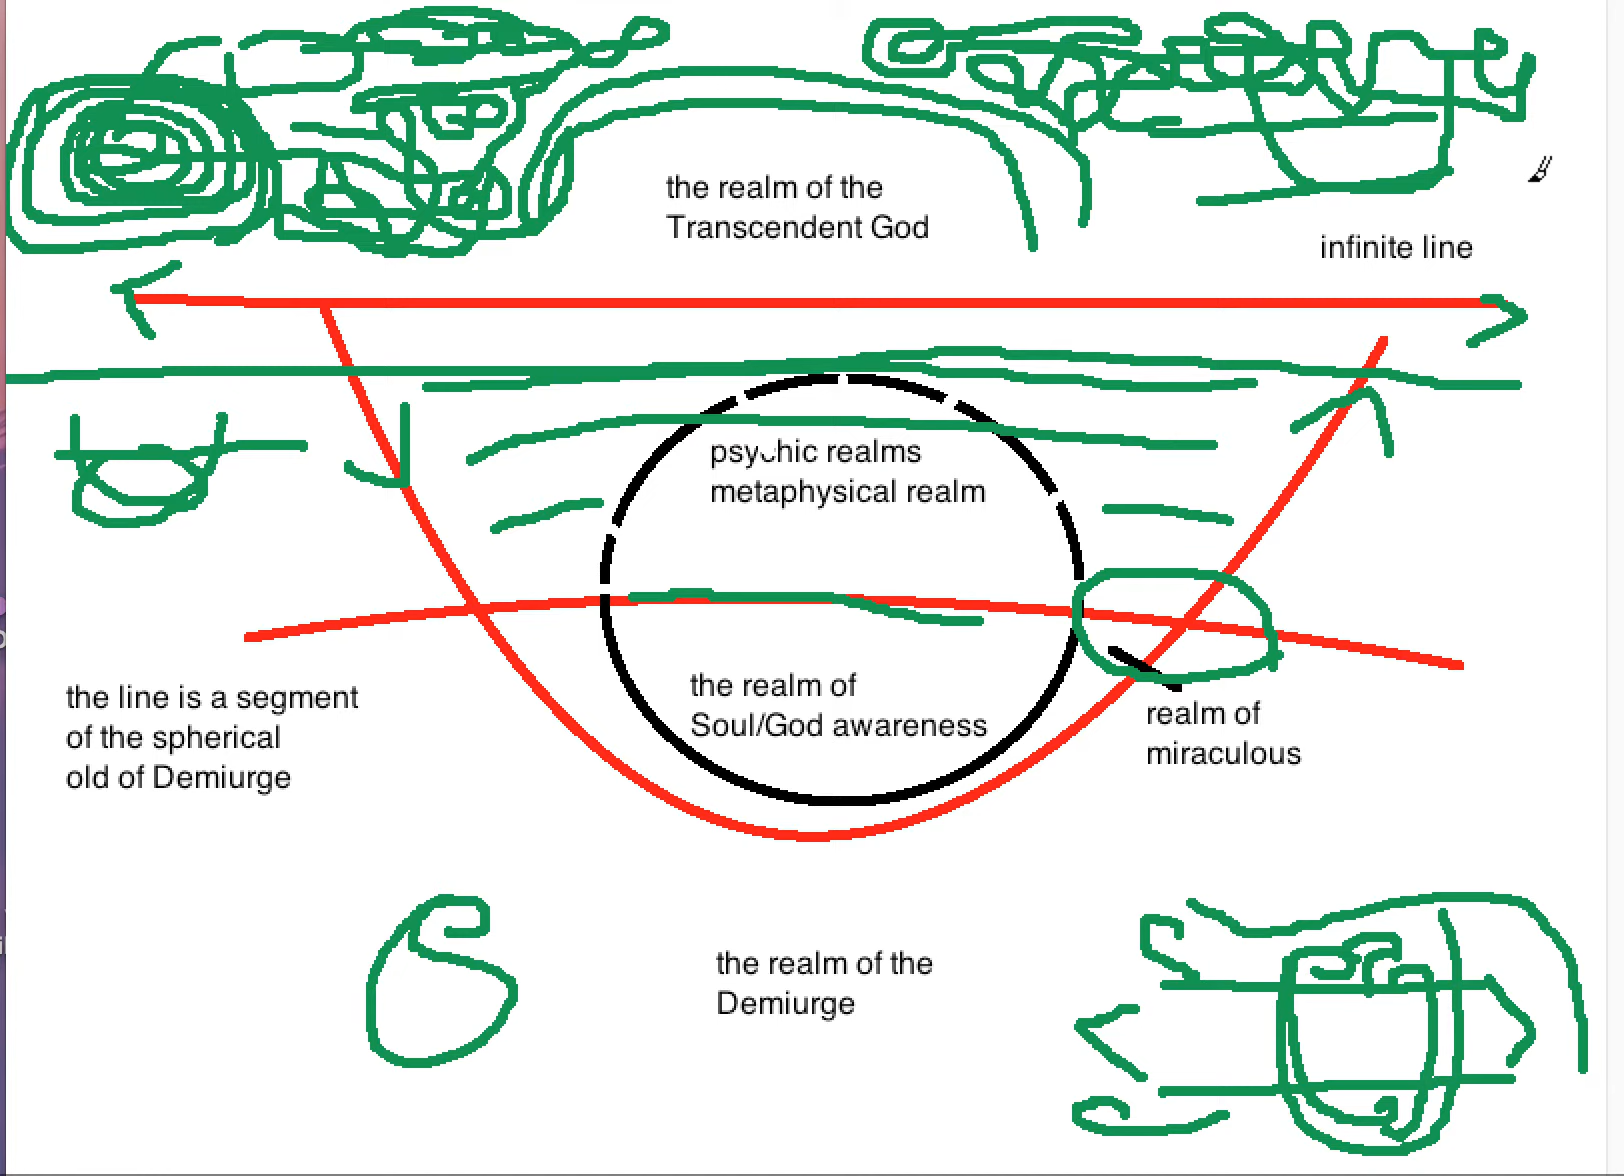 the realm of the
Transcendent God
infinite line
psychic realms
metaphysical realm
the line is a segment
of the spherical
old of Demiurge
the realm of
Soul/God awareness
realm of
miraculous
the realm of the
Demiurge